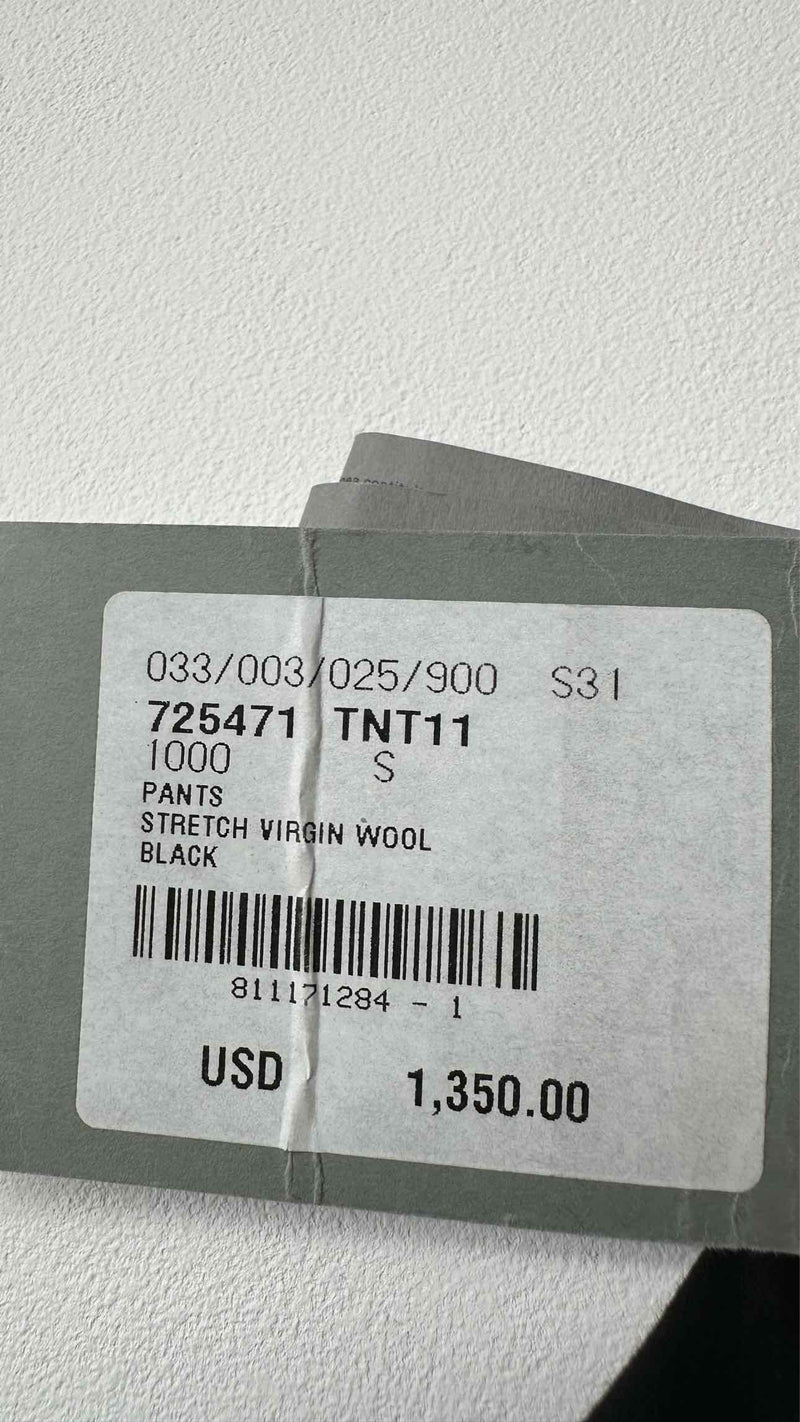 033/003/025/900 S31
725471 TNT11
1000 S
PANTS
STRETCH VIRGIN WOOL
BLACK
811171284 - 1
USD 1,350.00